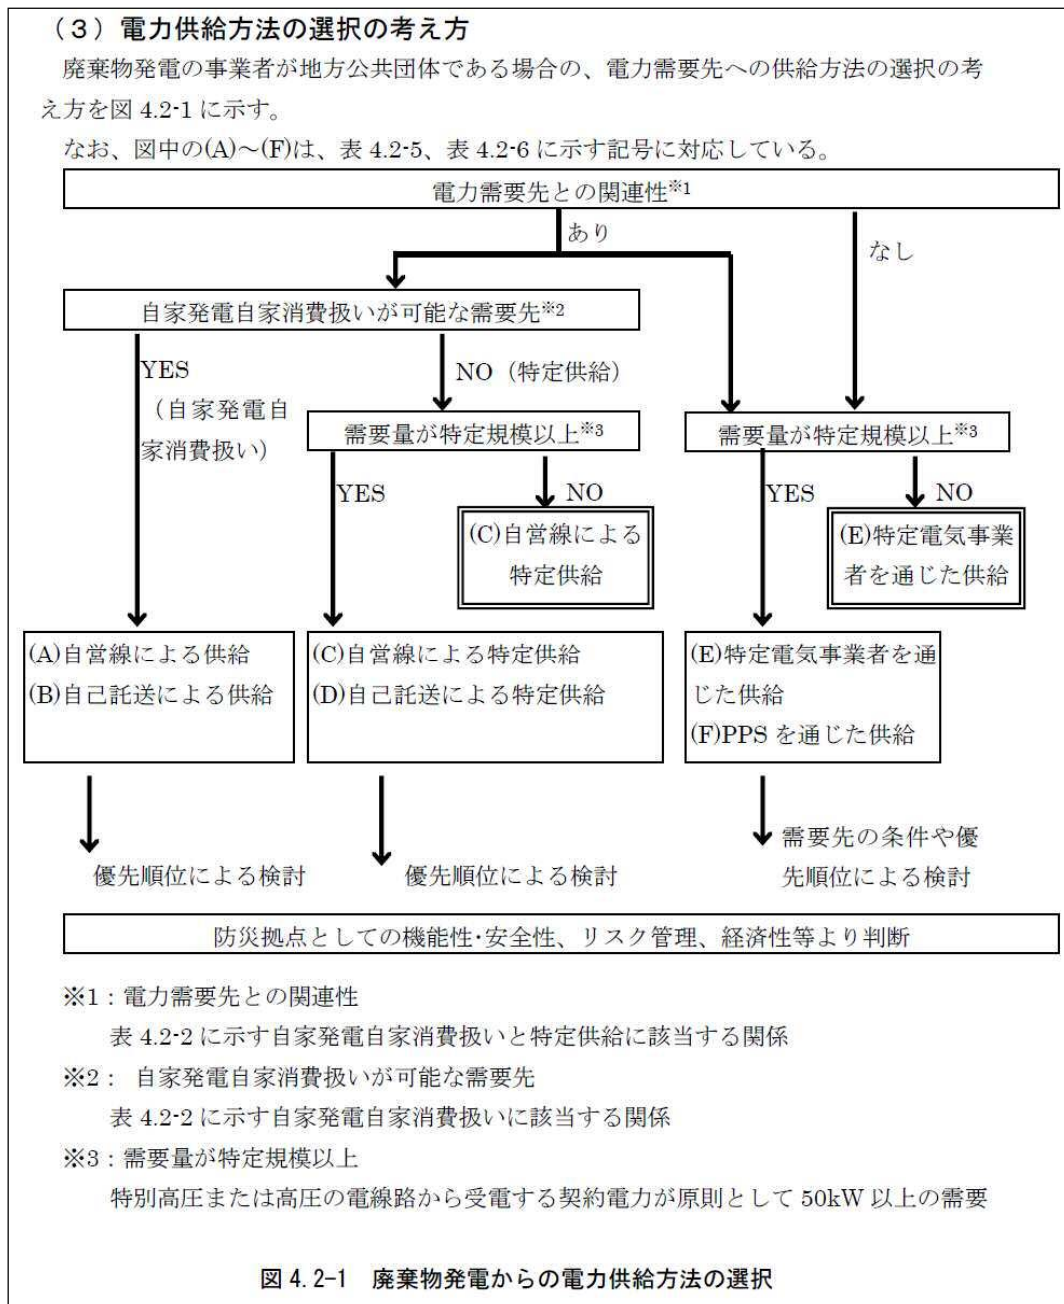 （３）電力供給方法の選択の考え方
廃棄物発電の事業者が地方公共団体である場合の、電力需要先への供給方法の選択の考
え方を図 4.2-1 に示す。
なお、図中の(A)～(F)は、表 4.2-5、表 4.2-6 に示す記号に対応している。
電力需要先との関連性※1
あり
なし
自家発電自家消費扱いが可能な需要先※2
YES
（自家発電自
家消費扱い）
NO（特定供給）
需要量が特定規模以上※3
需要量が特定規模以上※3
YES
NO
YES
NO
(C)自営線による
特定供給
(E)特定電気事業
者を通じた供給
(A)自営線による供給
(B)自己託送による供給
(C)自営線による特定供給
(D)自己託送による特定供給
(E)特定電気事業者を通
じた供給
(F)PPS を通じた供給
優先順位による検討
優先順位による検討
需要先の条件や優
先順位による検討
防災拠点としての機能性･安全性、リスク管理、経済性等より判断
※1：電力需要先との関連性
表 4.2-2 に示す自家発電自家消費扱いと特定供給に該当する関係
※2： 自家発電自家消費扱いが可能な需要先
表 4.2-2 に示す自家発電自家消費扱いに該当する関係
※3：需要量が特定規模以上
特別高圧または高圧の電線路から受電する契約電力が原則として 50kW 以上の需要
図 4.2-1 廃棄物発電からの電力供給方法の選択